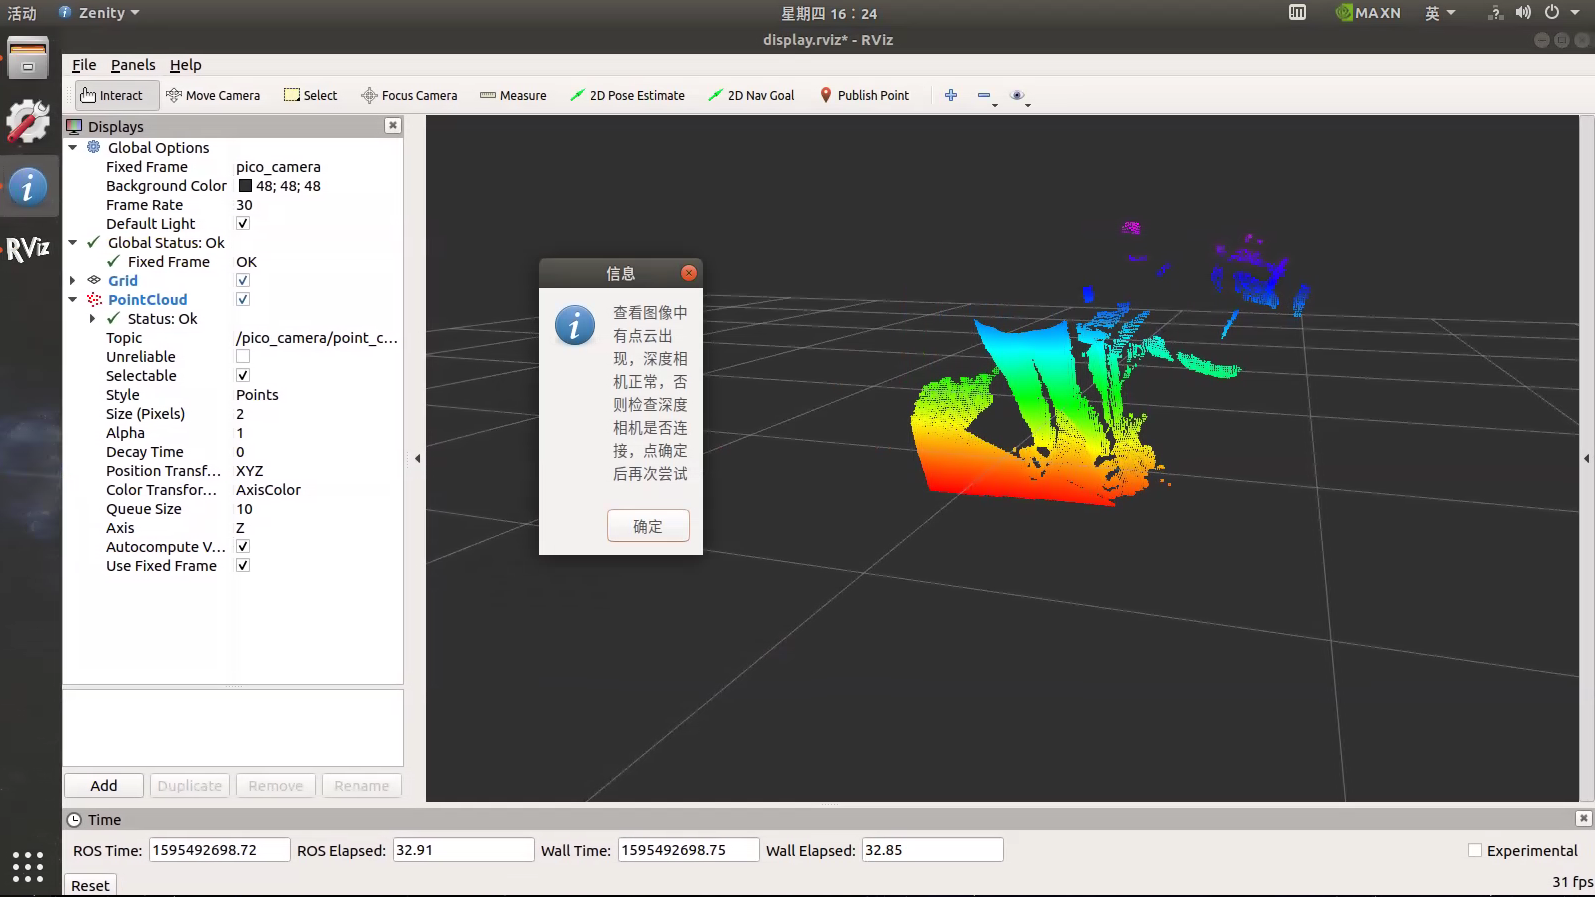 活动
Zenity
星期四 16：24
MAXN
英
display.rviz* - RViz
File Panels Help
Interact Move Camera Select Focus Camera Measure 2D Pose Estimate 2D Nav Goal Publish Point
Displays
Global Options
Fixed Frame pico_camera
Background Color 48; 48; 48
Frame Rate 30
Default Light
Global Status: Ok
Fixed Frame OK
Grid
PointCloud
Status: Ok
Topic /pico_camera/point_c...
Unreliable
Selectable
Style Points
Size (Pixels) 2
Alpha 1
Decay Time 0
Position Transf... XYZ
Color Transfor... AxisColor
Queue Size 10
Axis Z
Autocompute V...
Use Fixed Frame
RViz
信息
查看图像中
有点云出
现，深度相
机正常，否
则检查深度
相机是否连
接，点确定
后再次尝试
确定
Add Duplicate Remove Rename
Time
ROS Time: 1595492698.72 ROS Elapsed: 32.91 Wall Time: 1595492698.75 Wall Elapsed: 32.85 Experimental
Reset
31 fps